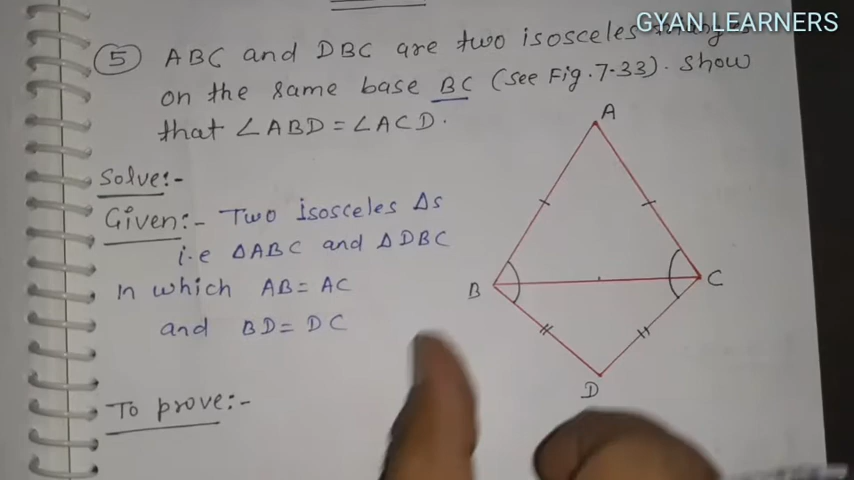 GYAN LEARNERS
5 ABC and DBC are two isosceles
on the same base BC (see Fig. 7.33). show
that ∠ABD = ∠ACD.
Solve:-
Given:- Two isosceles Δs
i.e ΔABC and ΔDBC
In which AB = AC
and BD = DC
To prove:-
A
B
C
D